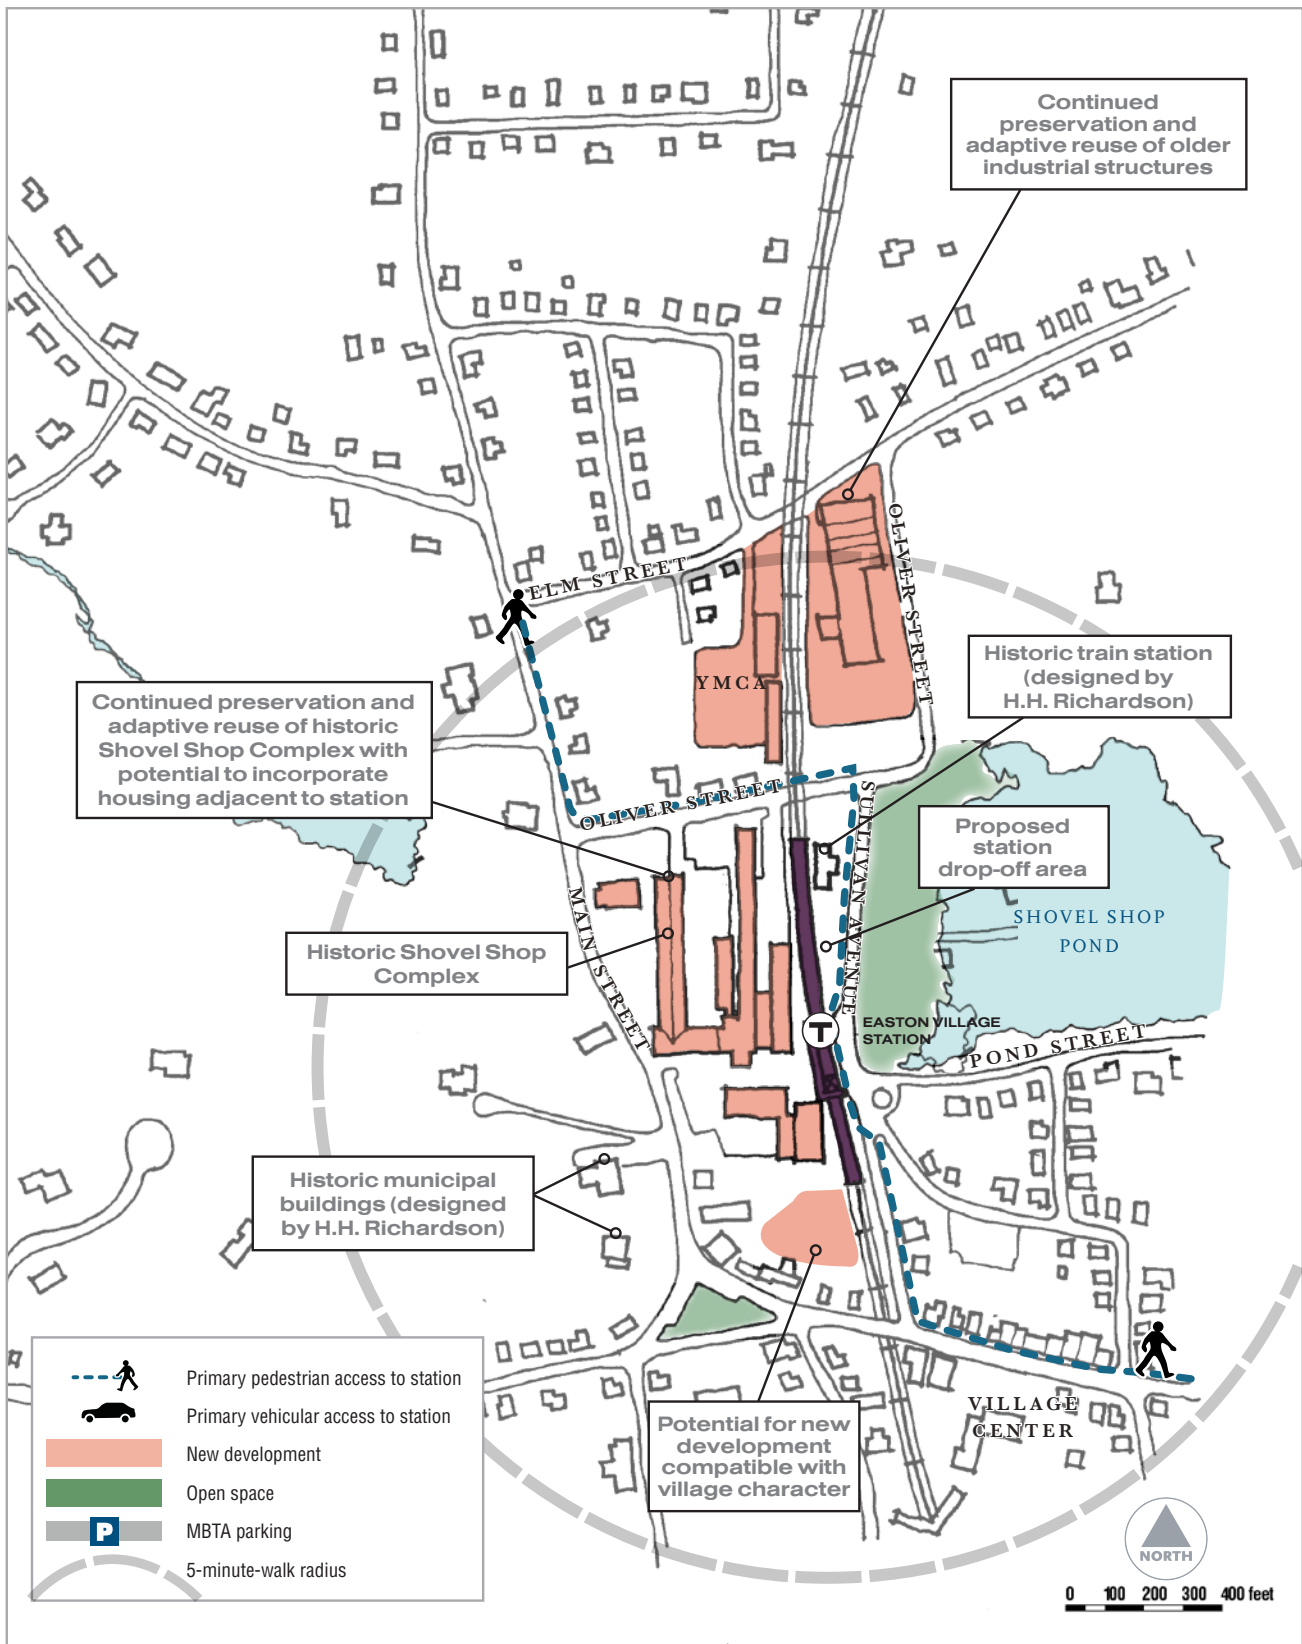 Continued
preservation and
adaptive reuse of older
industrial structures
OLIVER STREET
ELM STREET
Historic train station
(designed by
H.H. Richardson)
YMCA
Continued preservation and
adaptive reuse of historic
Shovel Shop Complex with
potential to incorporate
housing adjacent to station
OLIVER STREET
SULLIVAN AVENUE
Proposed
station
drop-off area
SHOVEL SHOP
POND
MAIN STREET
Historic Shovel Shop
Complex
T
EASTON VILLAGE
STATION
POND STREET
Historic municipal
buildings (designed
by H.H. Richardson)
Potential for new
development
compatible with
village character
VILLAGE
CENTER
Primary pedestrian access to station
Primary vehicular access to station
New development
Open space
P
MBTA parking
5-minute-walk radius
NORTH
0 100 200 300 400 feet